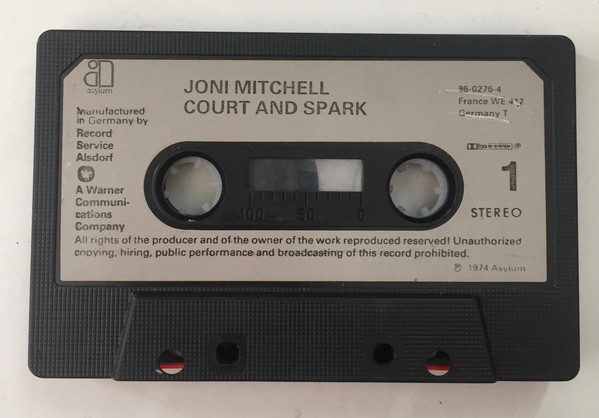 asylum
JONI MITCHELL
COURT AND SPARK
96-0276-4
France WE
Germany T
Manufactured
in Germany by
Record
Service
Alsdorf
A Warner
Communi-
cations
Company
DOLBY SYSTEM
1
STEREO
100 50 0
All rights of the producer and of the owner of the work reproduced reserved! Unauthorized
copying, hiring, public performance and broadcasting of this record prohibited.
℗ 1974 Asylum